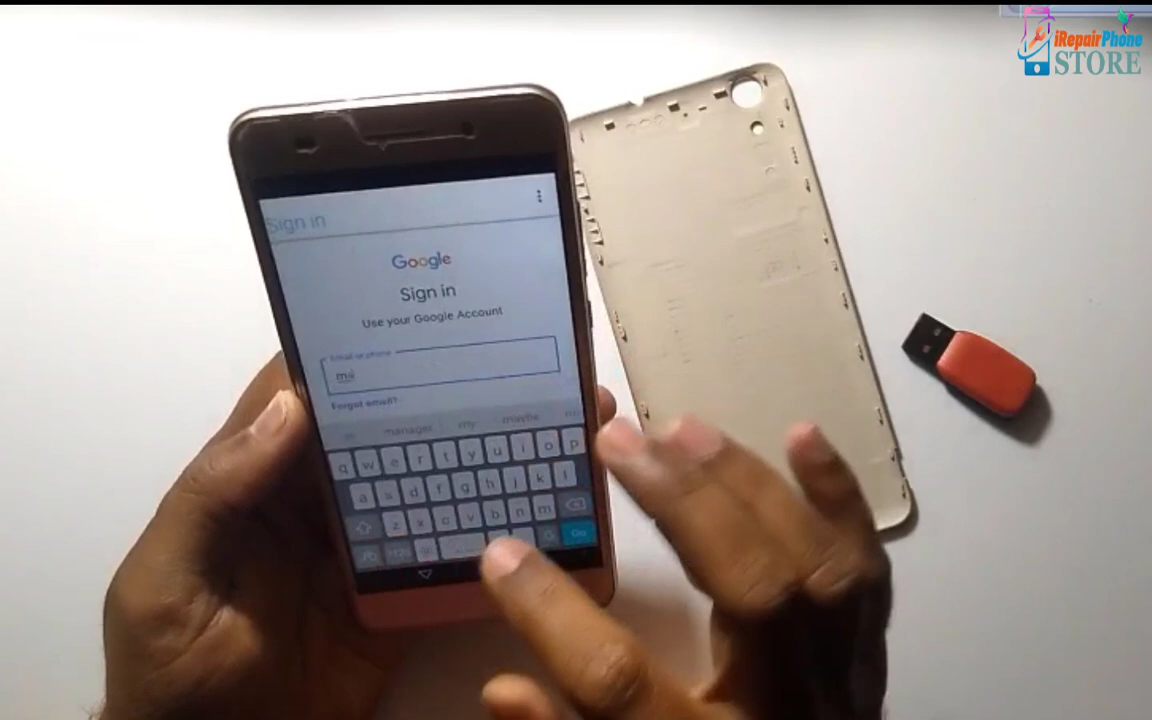 iRepairPhone
STORE
Sign in
Google
Sign in
Use your Google Account
Email or phone
Forgot email?
manager my maybe
q w e r t y u i o p
a s d f g h j k l
z x c v b n m
Go